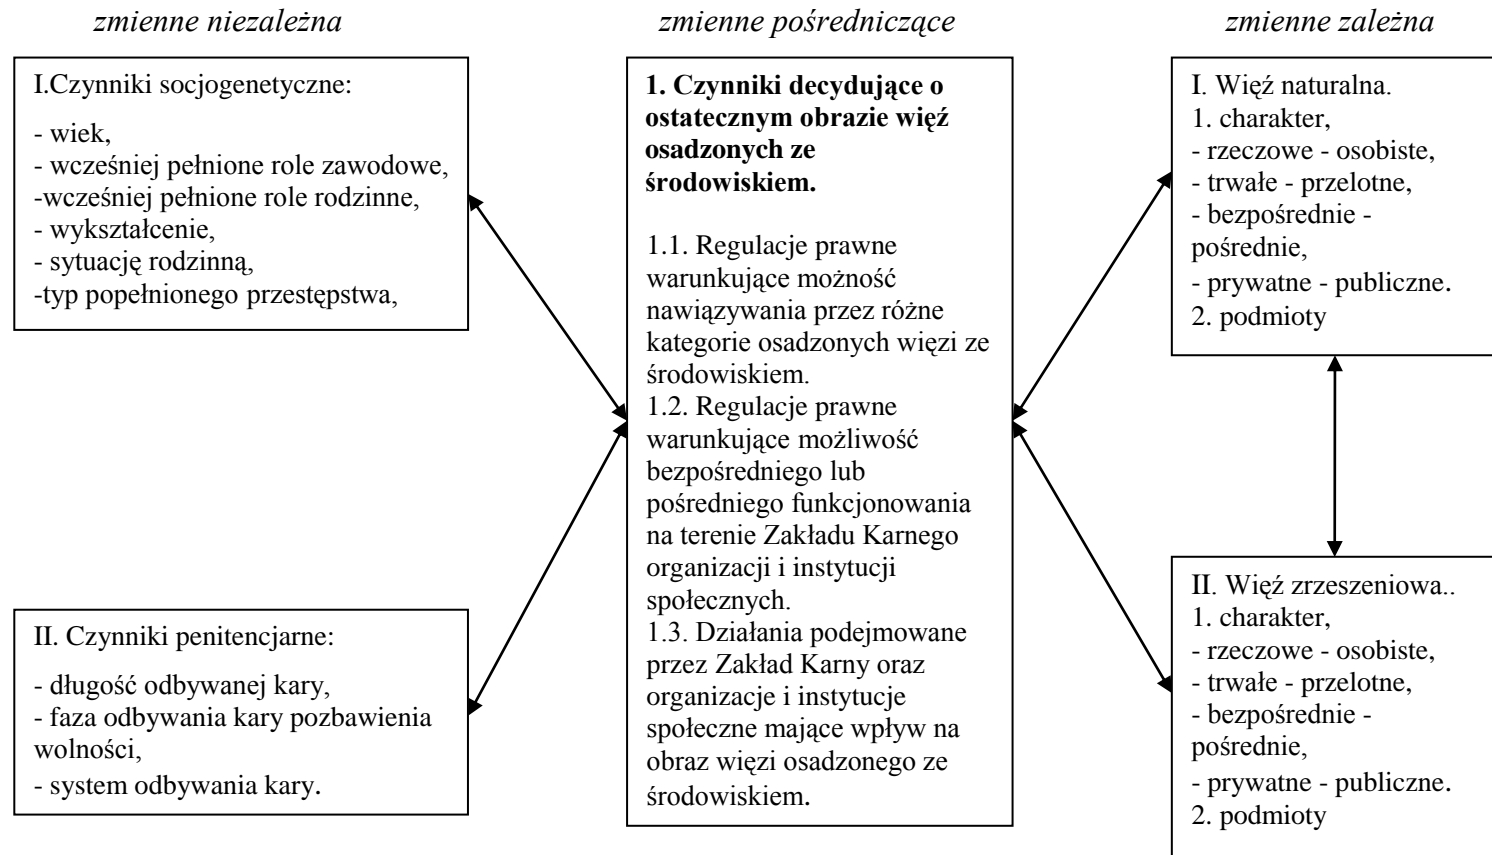 zmienne niezależna
zmienne pośredniczące
zmienne zależna
I.Czynniki socjogenetyczne:
- wiek,
- wcześniej pełnione role zawodowe,
-wcześniej pełnione role rodzinne,
- wykształcenie,
- sytuację rodzinną,
-typ popełnionego przestępstwa,
II. Czynniki penitencjarne:
- długość odbywanej kary,
- faza odbywania kary pozbawienia
wolności,
- system odbywania kary.
1. Czynniki decydujące o
ostatecznym obrazie więź
osadzonych ze
środowiskiem.
1.1. Regulacje prawne
warunkujące możność
nawiązywania przez różne
kategorie osadzonych więzi ze
środowiskiem.
1.2. Regulacje prawne
warunkujące możliwość
bezpośredniego lub
pośredniego funkcjonowania
na terenie Zakładu Karnego
organizacji i instytucji
społecznych.
1.3. Działania podejmowane
przez Zakład Karny oraz
organizacje i instytucje
społeczne mające wpływ na
obraz więzi osadzonego ze
środowiskiem.
I. Więź naturalna.
1. charakter,
- rzeczowe - osobiste,
- trwałe - przelotne,
- bezpośrednie -
pośrednie,
- prywatne - publiczne.
2. podmioty
II. Więź zrzeszeniowa..
1. charakter,
- rzeczowe - osobiste,
- trwałe - przelotne,
- bezpośrednie -
pośrednie,
- prywatne - publiczne.
2. podmioty